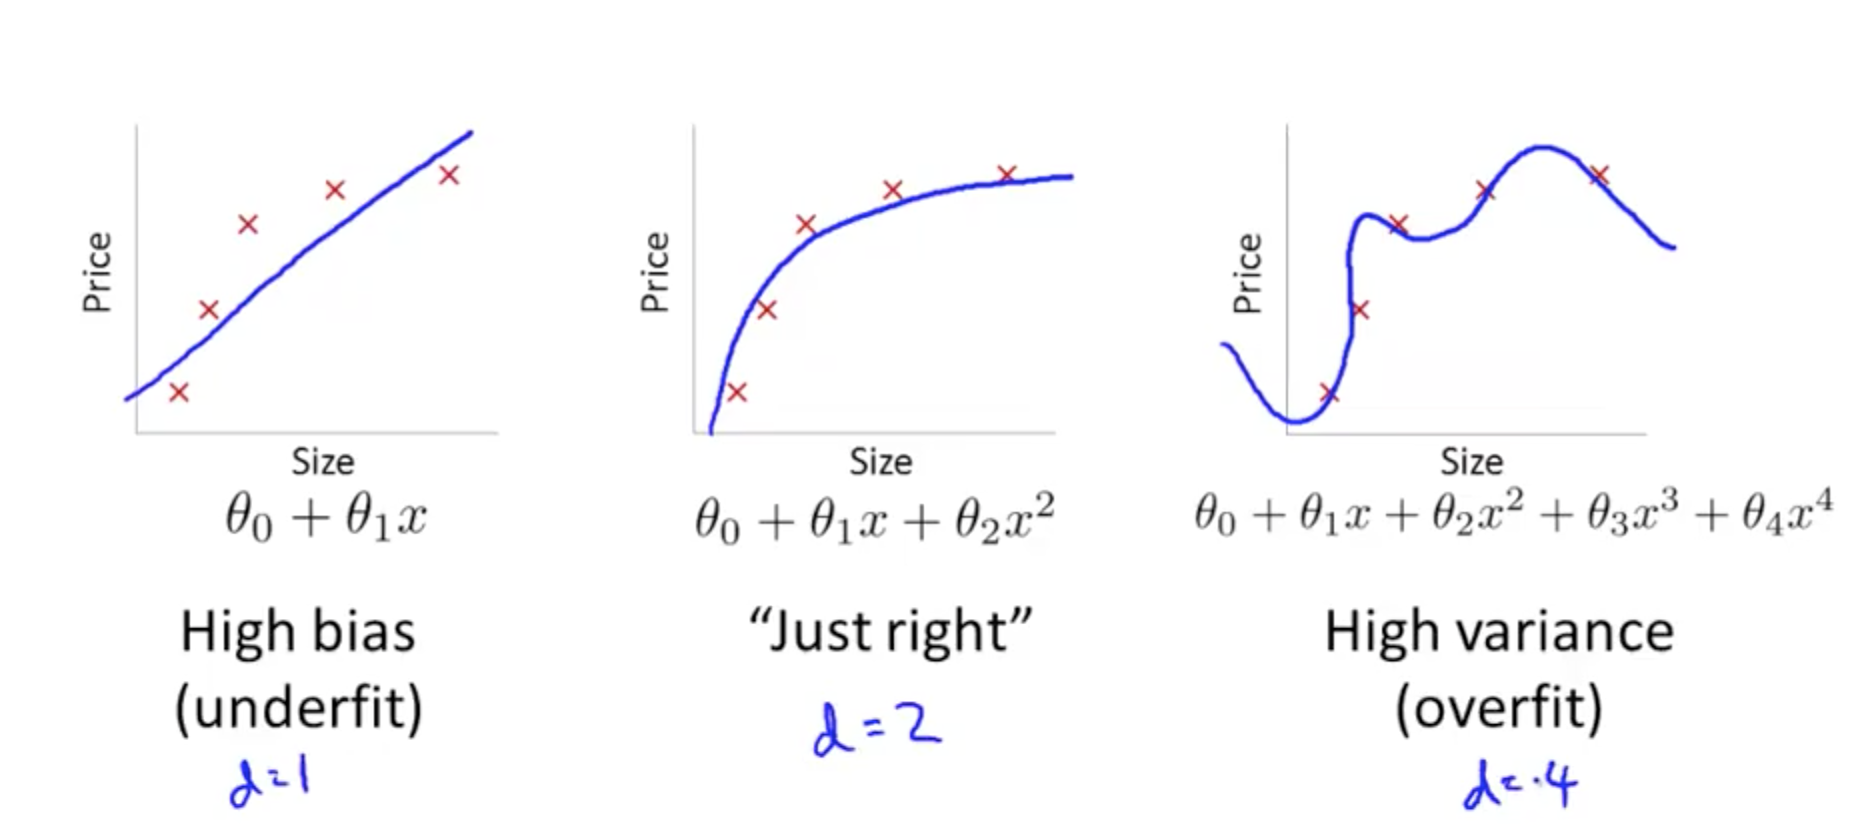 Price
Size
θ₀ + θ₁x
High bias
(underfit)
d=1
Price
Size
θ₀ + θ₁x + θ₂x²
“Just right”
d=2
Price
Size
θ₀ + θ₁x + θ₂x² + θ₃x³ + θ₄x⁴
High variance
(overfit)
d=4